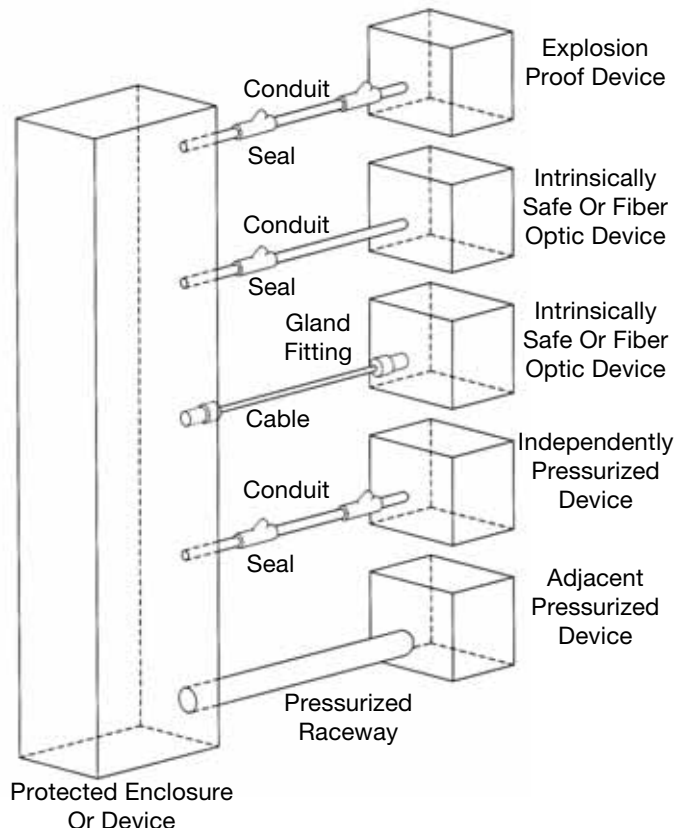 Explosion
Proof Device
Conduit
Seal
Intrinsically
Safe Or Fiber
Optic Device
Conduit
Seal
Intrinsically
Safe Or Fiber
Optic Device
Gland
Fitting
Cable
Independently
Pressurized
Device
Conduit
Seal
Adjacent
Pressurized
Device
Pressurized
Raceway
Protected Enclosure
Or Device